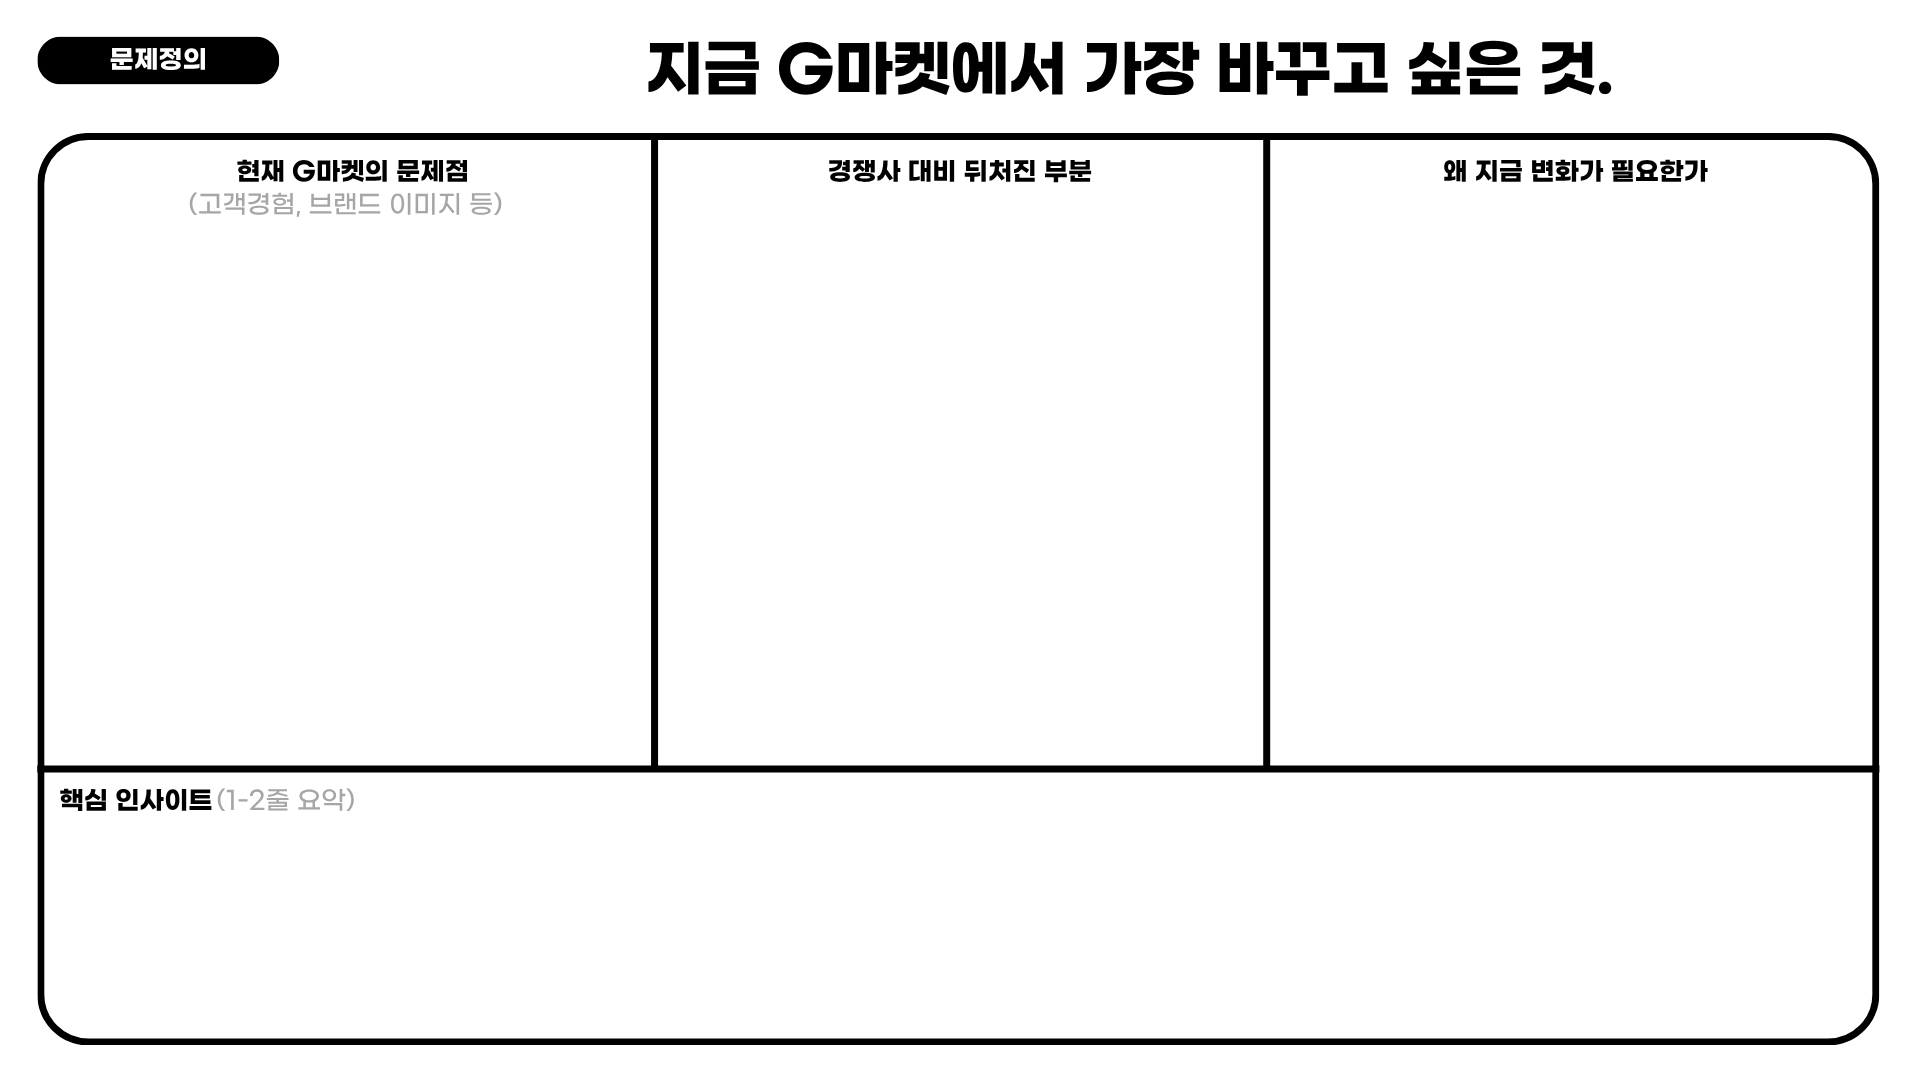 문제정의
지금 G마켓에서 가장 바꾸고 싶은 것.
현재 G마켓의 문제점
(고객경험, 브랜드 이미지 등)
경쟁사 대비 뒤처진 부분
왜 지금 변화가 필요한가
핵심 인사이트 (1-2줄 요약)